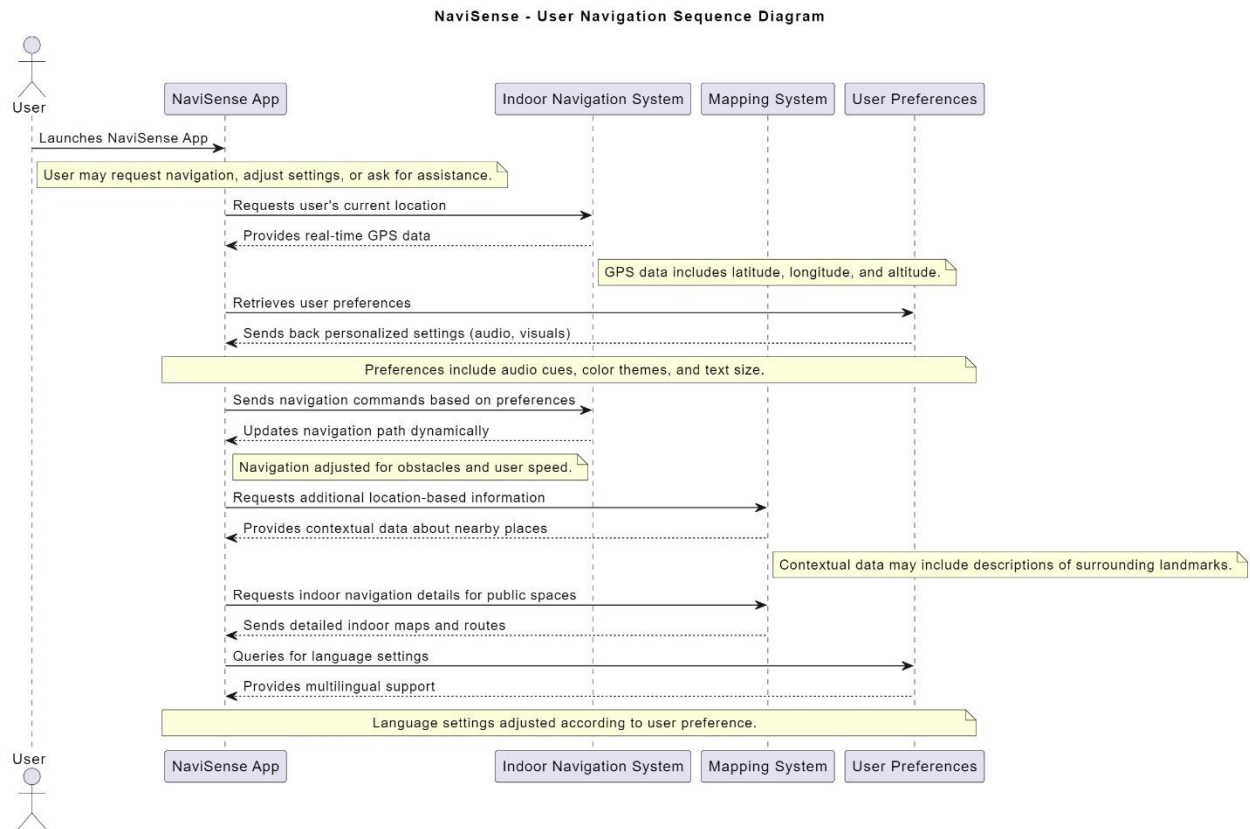 NaviSense - User Navigation Sequence Diagram
User
NaviSense App
Indoor Navigation System
Mapping System
User Preferences
Launches NaviSense App
User may request navigation, adjust settings, or ask for assistance.
Requests user's current location
Provides real-time GPS data
GPS data includes latitude, longitude, and altitude.
Retrieves user preferences
Sends back personalized settings (audio, visuals)
Preferences include audio cues, color themes, and text size.
Sends navigation commands based on preferences
Updates navigation path dynamically
Navigation adjusted for obstacles and user speed.
Requests additional location-based information
Provides contextual data about nearby places
Contextual data may include descriptions of surrounding landmarks.
Requests indoor navigation details for public spaces
Sends detailed indoor maps and routes
Queries for language settings
Provides multilingual support
Language settings adjusted according to user preference.
User
NaviSense App
Indoor Navigation System
Mapping System
User Preferences